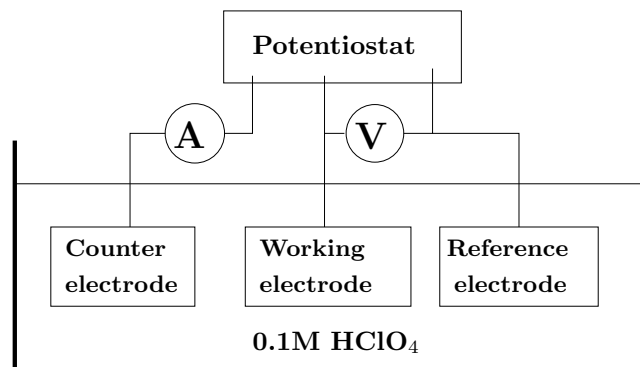 Potentiostat
A
V
Counter
electrode
Working
electrode
Reference
electrode
0.1M HClO₄